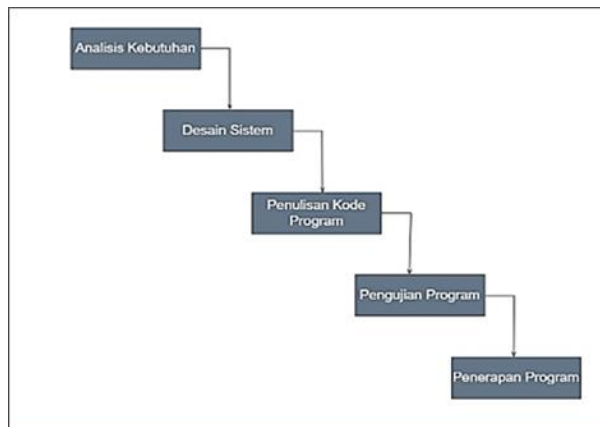 Analisis Kebutuhan
Desain Sistem
Penulisan Kode
Program
Pengujian Program
Penerapan Program